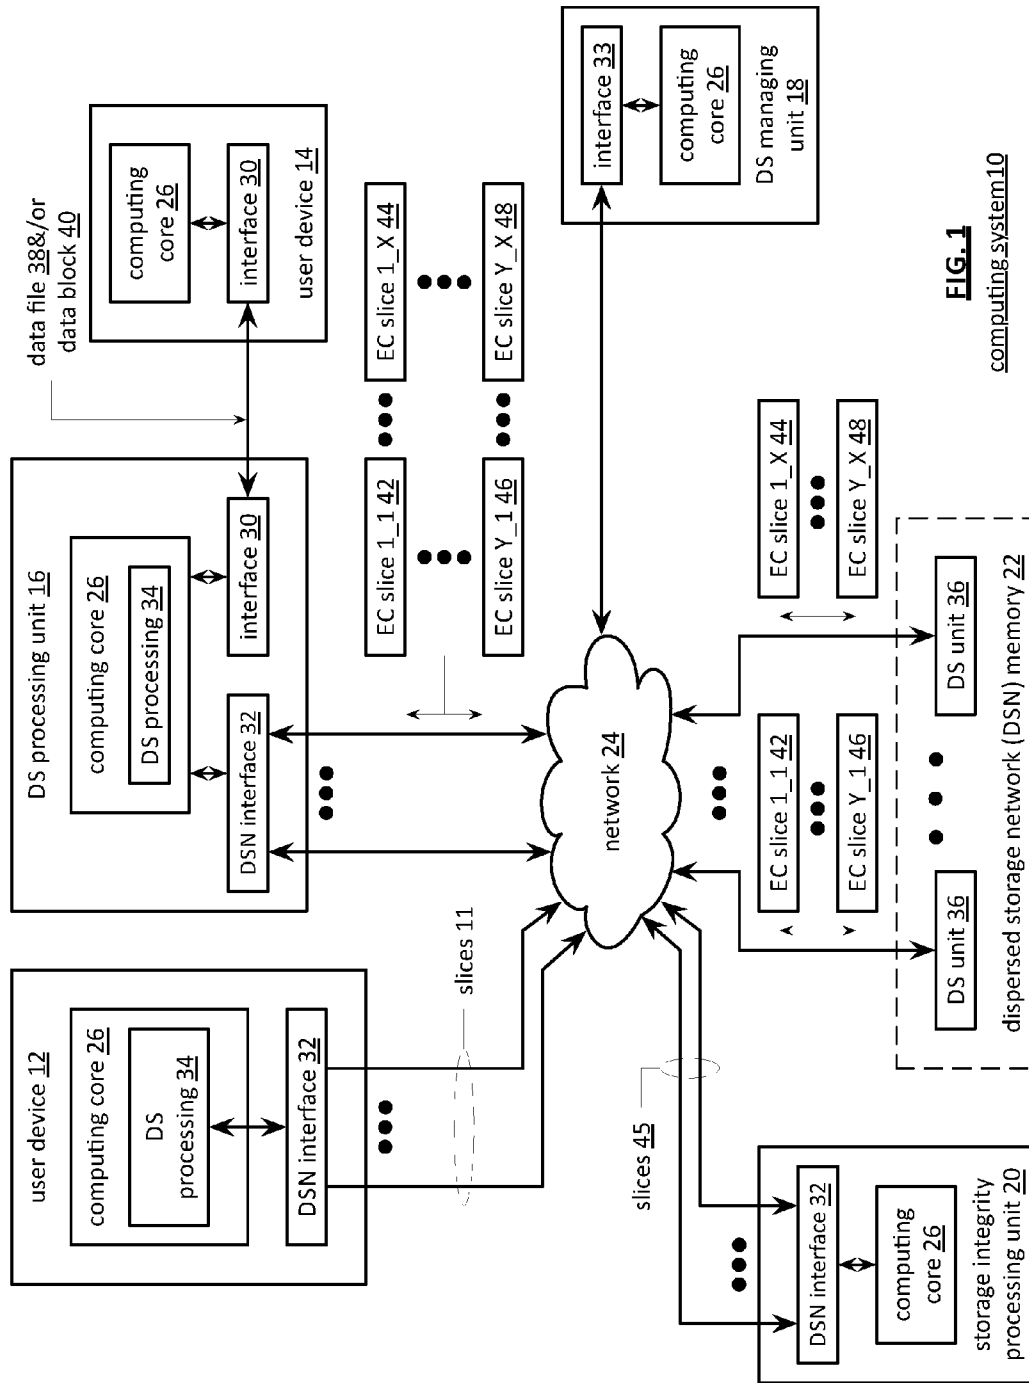 user device 12
computing core 26
DS
processing 34
DSN interface 32
slices 11
DS processing unit 16
computing core 26
DS processing 34
DSN interface 32
interface 30
data file 38&/or
data block 40
computing
core 26
interface 30
user device 14
EC slice 1_1 42
EC slice 1_X 44
EC slice Y_1 46
EC slice Y_X 48
network 24
interface 33
computing
core 26
DS managing
unit 18
slices 45
DSN interface 32
computing
core 26
storage integrity
processing unit 20
EC slice 1_1 42
EC slice Y_1 46
EC slice 1_X 44
EC slice Y_X 48
DS unit 36
DS unit 36
dispersed storage network (DSN) memory 22
FIG. 1
computing system10